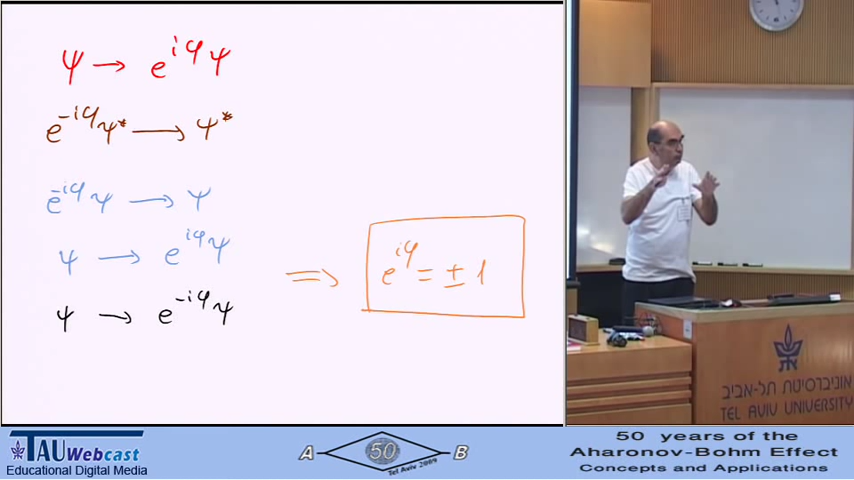 ψ → e^{iφ} ψ
e^{-iφ} ψ* → ψ*
e^{-iφ} ψ → ψ
ψ → e^{iφ} ψ
⇒ e^{iφ} = ± 1
ψ → e^{-iφ} ψ
אוניברסיטת תל-אביב
TEL AVIV UNIVERSITY
TAU Webcast
Educational Digital Media
A 50 B
Tel Aviv 2009
50 years of the
Aharonov-Bohm Effect
Concepts and Applications